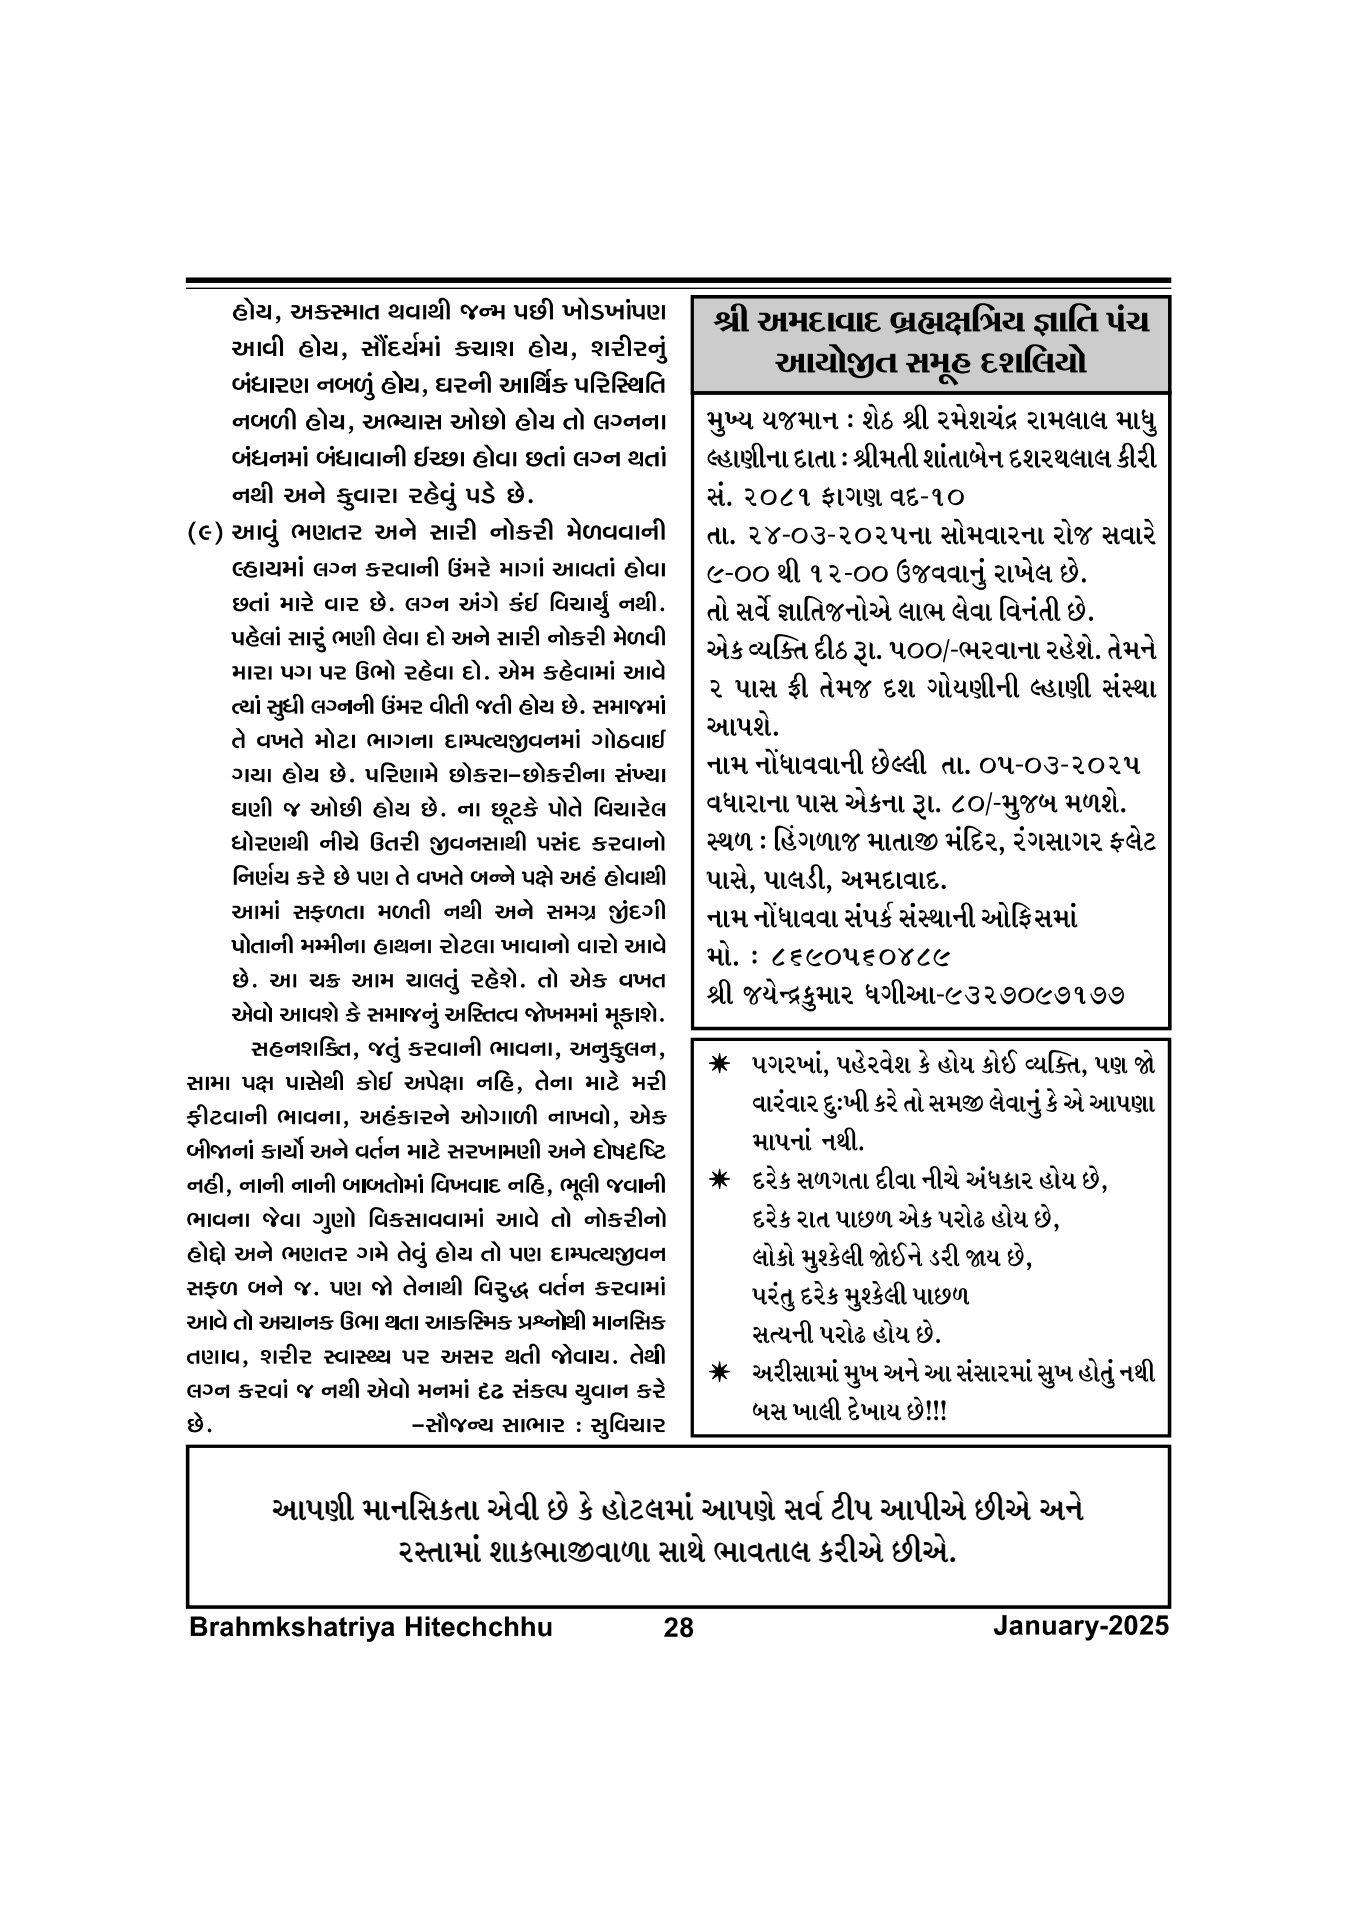 હોય, અકસ્માત થવાથી જન્મ પછી ખોડખાંપણ
આવી હોય, સૌંદર્યમાં કચાશ હોય, શરીરનું
બંધારણ નબળું હોય, ઘરની આર્થિક પરિસ્થિતિ
નબળી હોય, અભ્યાસ ઓછો હોય તો લગ્નના
બંધનમાં બંધાવાની ઈચ્છા હોવા છતાં લગ્ન થતાં
નથી અને કુવારા રહેવું પડે છે.
(૯) આવું ભણતર અને સારી નોકરી મેળવવાની
લ્હાયમાં લગ્ન કરવાની ઉંમરે માગાં આવતાં હોવા
છતાં મારે વાર છે. લગ્ન અંગે કંઈ વિચાર્યું નથી.
પહેલાં સારું ભણી લેવા દો અને સારી નોકરી મેળવી
મારા પગ પર ઉભો રહેવા દો. એમ કહેવામાં આવે
ત્યાં સુધી લગ્નની ઉંમર વીતી જતી હોય છે. સમાજમાં
તે વખતે મોટા ભાગના દામ્પત્યજીવનમાં ગોઠવાઈ
ગયા હોય છે. પરિણામે છોકરા–છોકરીના સંખ્યા
ઘણી જ ઓછી હોય છે. ના છૂટકે પોતે વિચારેલ
ધોરણથી નીચે ઉતરી જીવનસાથી પસંદ કરવાનો
નિર્ણય કરે છે પણ તે વખતે બન્ને પક્ષે અહં હોવાથી
આમાં સફળતા મળતી નથી અને સમગ્ર જીંદગી
પોતાની મમ્મીના હાથના રોટલા ખાવાનો વારો આવે
છે. આ ચક્ર આમ ચાલતું રહેશે. તો એક વખત
એવો આવશે કે સમાજનું અસ્તિત્વ જોખમમાં મૂકાશે.
સહનશક્તિ, જતું કરવાની ભાવના, અનુકુલન,
સામા પક્ષ પાસેથી કોઈ અપેક્ષા નહિ, તેના માટે મરી
ફીટવાની ભાવના, અહંકારને ઓગાળી નાખવો, એક
બીજાનાં કાર્યો અને વર્તન માટે સરખામણી અને દોષદૃષ્ટિ
નહી, નાની નાની બાબતોમાં વિખવાદ નહિ, ભૂલી જવાની
ભાવના જેવા ગુણો વિકસાવવામાં આવે તો નોકરીનો
હોદ્દો અને ભણતર ગમે તેવું હોય તો પણ દામ્પત્યજીવન
સફળ બને જ. પણ જો તેનાથી વિરુદ્ધ વર્તન કરવામાં
આવે તો અચાનક ઉભા થતા આકસ્મિક પ્રશ્નોથી માનસિક
તણાવ, શરીર સ્વાસ્થ્ય પર અસર થતી જોવાય. તેથી
લગ્ન કરવાં જ નથી એવો મનમાં દૃઢ સંકલ્પ યુવાન કરે
છે. –સૌજન્ય સાભાર : સુવિચાર
શ્રી અમદાવાદ બ્રહ્મક્ષત્રિય જ્ઞાતિ પંચ
આયોજીત સમૂહ દશલિયો
મુખ્ય યજમાન : શેઠ શ્રી રમેશચંદ્ર રામલાલ માધુ
લ્હાણીના દાતા : શ્રીમતી શાંતાબેન દશરથલાલ કીરી
સં. ૨૦૮૧ ફાગણ વદ-૧૦
તા. ૨૪-૦૩-૨૦૨૫ના સોમવારના રોજ સવારે
૯-૦૦ થી ૧૨-૦૦ ઉજવવાનું રાખેલ છે.
તો સર્વે જ્ઞાતિજનોએ લાભ લેવા વિનંતી છે.
એક વ્યક્તિ દીઠ રૂા. ૫૦૦/-ભરવાના રહેશે. તેમને
૨ પાસ ફ્રી તેમજ દશ ગોયણીની લ્હાણી સંસ્થા
આપશે.
નામ નોંધાવવાની છેલ્લી તા. ૦૫-૦૩-૨૦૨૫
વધારાના પાસ એકના રૂા. ૮૦/-મુજબ મળશે.
સ્થળ : હિંગળાજ માતાજી મંદિર, રંગસાગર ફ્લેટ
પાસે, પાલડી, અમદાવાદ.
નામ નોંધાવવા સંપર્ક સંસ્થાની ઓફિસમાં
મો. : ૮૬૯૦૫૬૦૪૮૯
શ્રી જયેન્દ્રકુમાર ધગીઆ-૯૩૨૭૦૯૭૧૭૭
✷ પગરખાં, પહેરવેશ કે હોય કોઈ વ્યક્તિ, પણ જો
વારંવાર દુઃખી કરે તો સમજી લેવાનું કે એ આપણા
માપનાં નથી.
✷ દરેક સળગતા દીવા નીચે અંધકાર હોય છે,
દરેક રાત પાછળ એક પરોઢ હોય છે,
લોકો મુશ્કેલી જોઈને ડરી જાય છે,
પરંતુ દરેક મુશ્કેલી પાછળ
સત્યની પરોઢ હોય છે.
✷ અરીસામાં મુખ અને આ સંસારમાં સુખ હોતું નથી
બસ ખાલી દેખાય છે!!!
આપણી માનસિકતા એવી છે કે હોટલમાં આપણે સર્વ ટીપ આપીએ છીએ અને
રસ્તામાં શાકભાજીવાળા સાથે ભાવતાલ કરીએ છીએ.
Brahmkshatriya Hitechchhu 28 January-2025